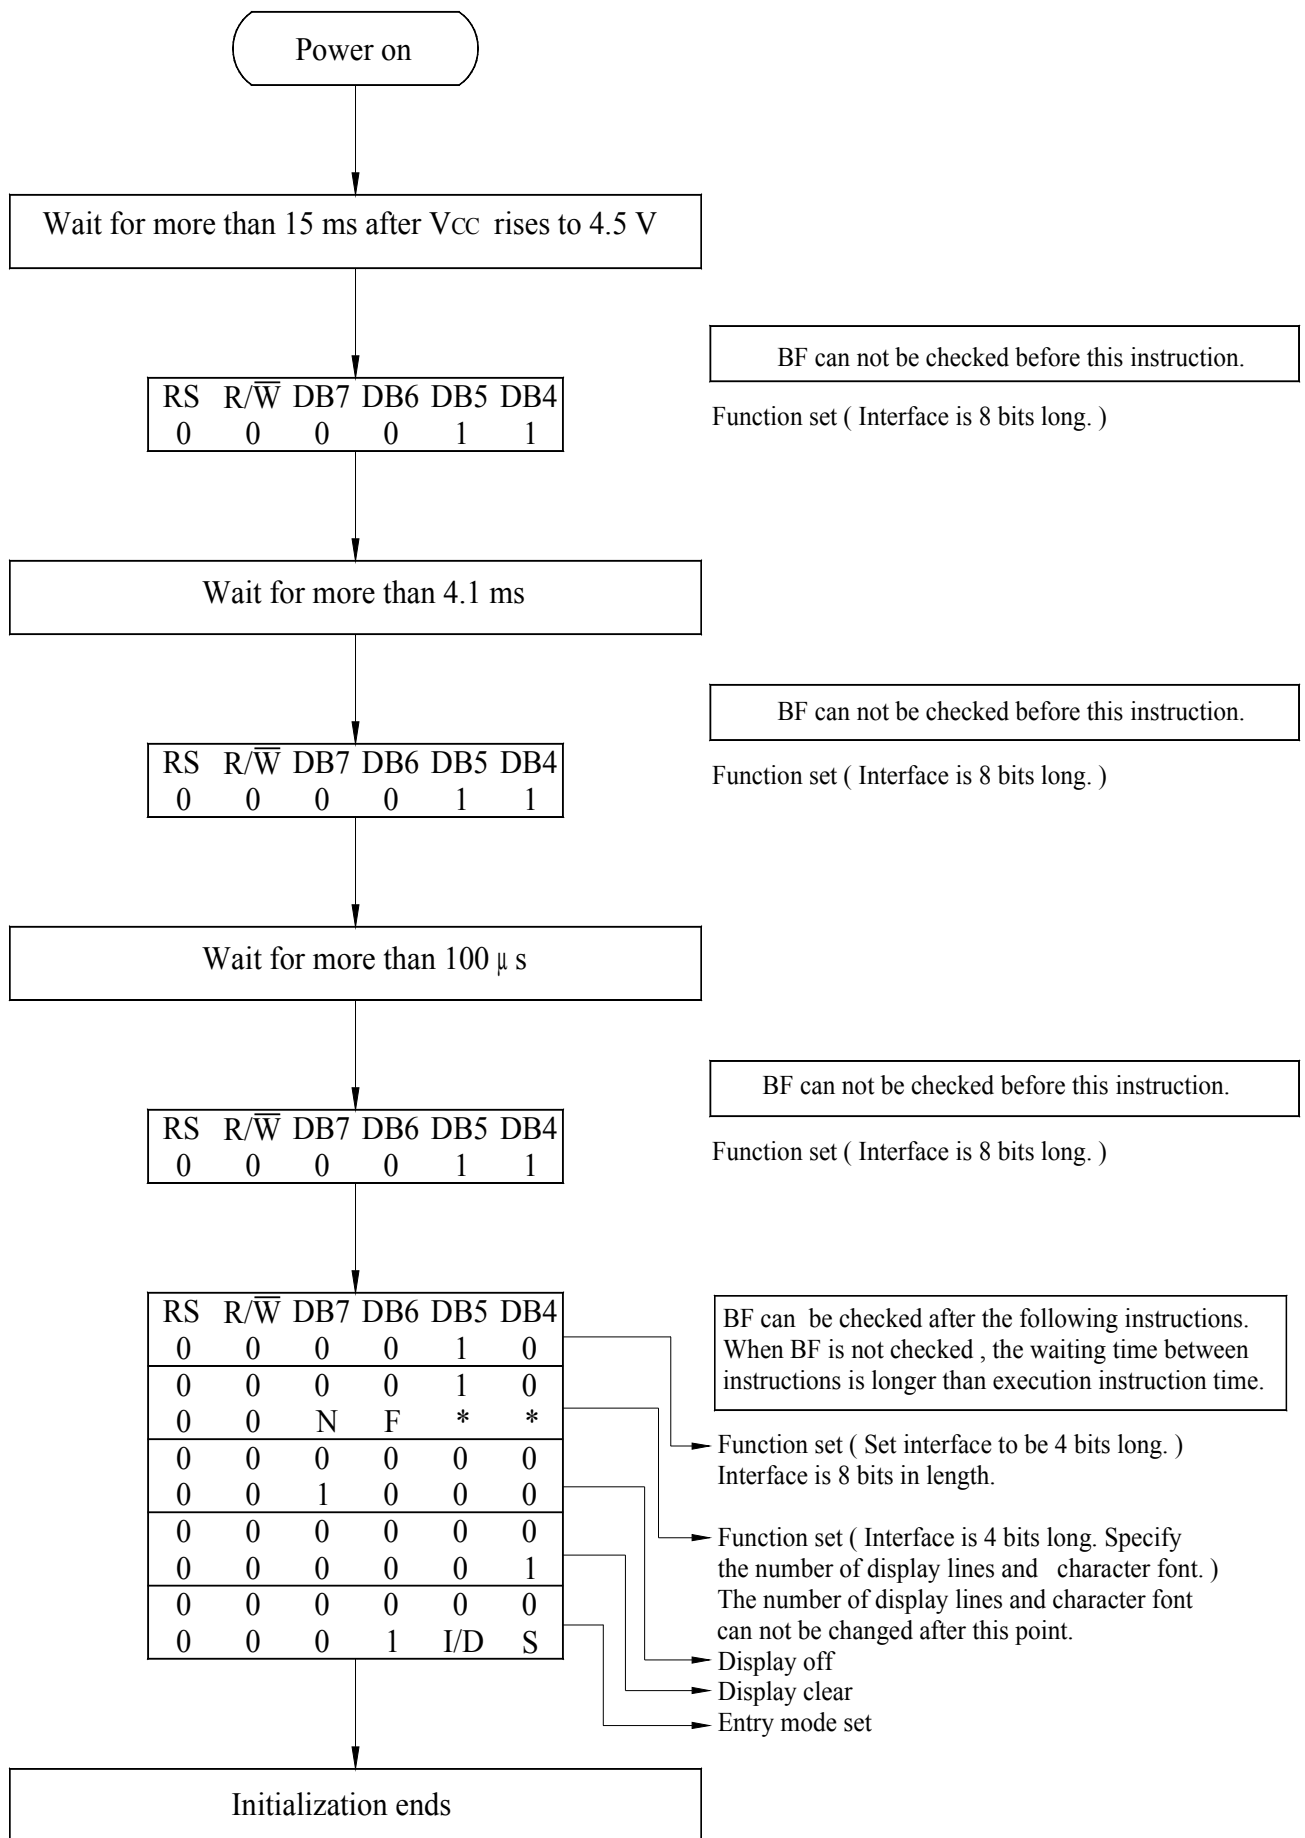 Power on
Wait for more than 15 ms after VCC rises to 4.5 V
BF can not be checked before this instruction.
RS R/W̅ DB7 DB6 DB5 DB4
0 0 0 0 1 1
Function set ( Interface is 8 bits long. )
Wait for more than 4.1 ms
BF can not be checked before this instruction.
RS R/W̅ DB7 DB6 DB5 DB4
0 0 0 0 1 1
Function set ( Interface is 8 bits long. )
Wait for more than 100 μ s
BF can not be checked before this instruction.
RS R/W̅ DB7 DB6 DB5 DB4
0 0 0 0 1 1
Function set ( Interface is 8 bits long. )
RS R/W̅ DB7 DB6 DB5 DB4
0 0 0 0 1 0
0 0 0 0 1 0
0 0 N F * *
0 0 0 0 0 0
0 0 1 0 0 0
0 0 0 0 0 0
0 0 0 0 0 1
0 0 0 0 0 0
0 0 0 1 I/D S
BF can be checked after the following instructions.
When BF is not checked , the waiting time between
instructions is longer than execution instruction time.
Function set ( Set interface to be 4 bits long. )
Interface is 8 bits in length.
Function set ( Interface is 4 bits long. Specify
the number of display lines and character font. )
The number of display lines and character font
can not be changed after this point.
Display off
Display clear
Entry mode set
Initialization ends